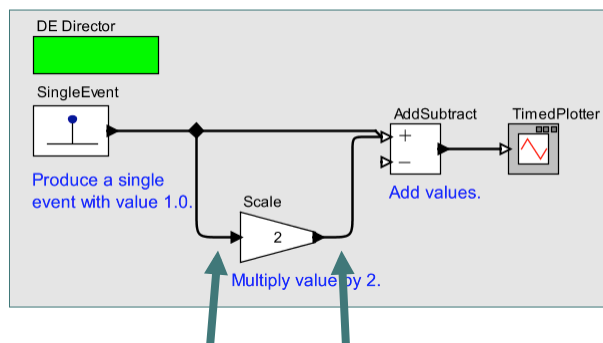 DE Director
SingleEvent
AddSubtract
TimedPlotter
+
−
Produce a single
event with value 1.0.
Add values.
Scale
2
Multiply value by 2.